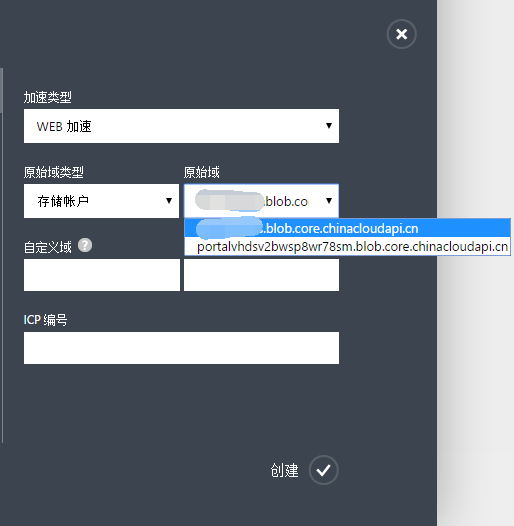 加速类型
WEB 加速
原始域类型
原始域
存储帐户
.blob.co
.blob.core.chinacloudapi.cn
portalvhdsv2bwsp8wr78sm.blob.core.chinacloudapi.cn
自定义域
ICP 编号
创建